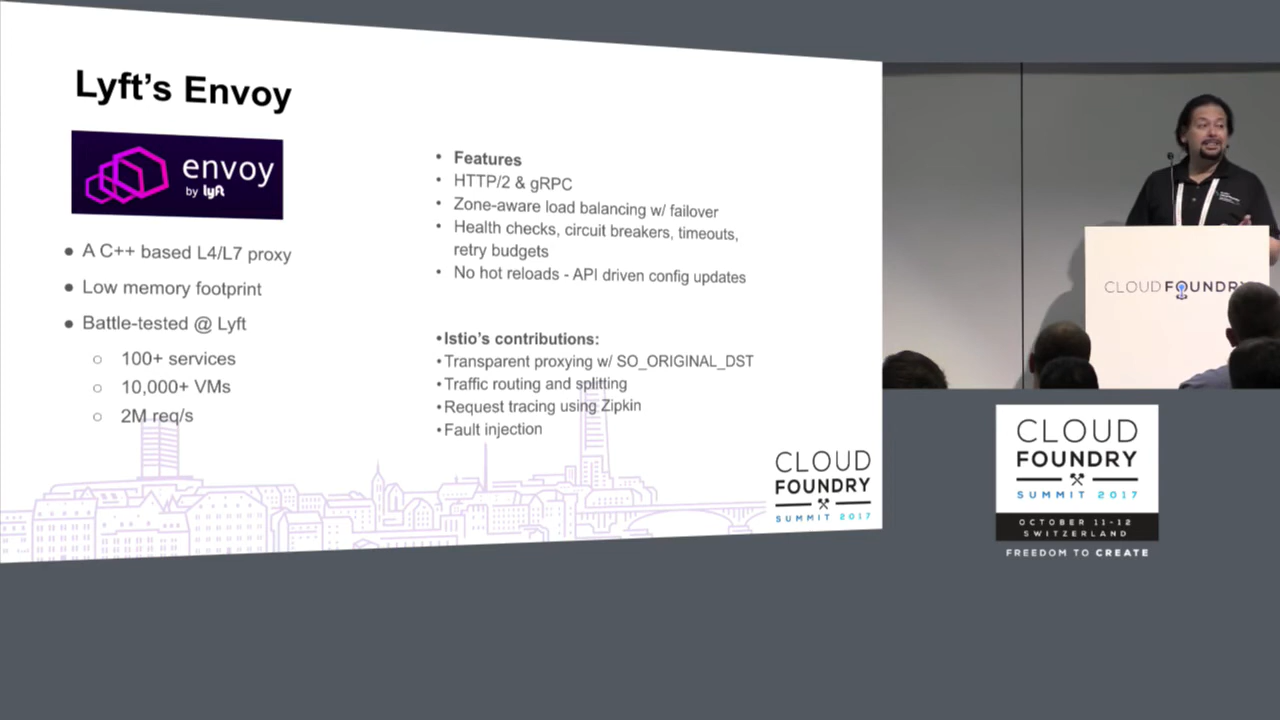 Lyft's Envoy
envoy
by lyft
● A C++ based L4/L7 proxy
● Low memory footprint
● Battle-tested @ Lyft
○ 100+ services
○ 10,000+ VMs
○ 2M req/s
• Features
• HTTP/2 & gRPC
• Zone-aware load balancing w/ failover
• Health checks, circuit breakers, timeouts,
retry budgets
• No hot reloads - API driven config updates
•Istio's contributions:
•Transparent proxying w/ SO_ORIGINAL_DST
•Traffic routing and splitting
•Request tracing using Zipkin
•Fault injection
CLOUD
FOUNDRY
SUMMIT 2017
CLOUDFOUNDRY
CLOUD
FOUNDRY
SUMMIT 2017
OCTOBER 11-12
SWITZERLAND
FREEDOM TO CREATE